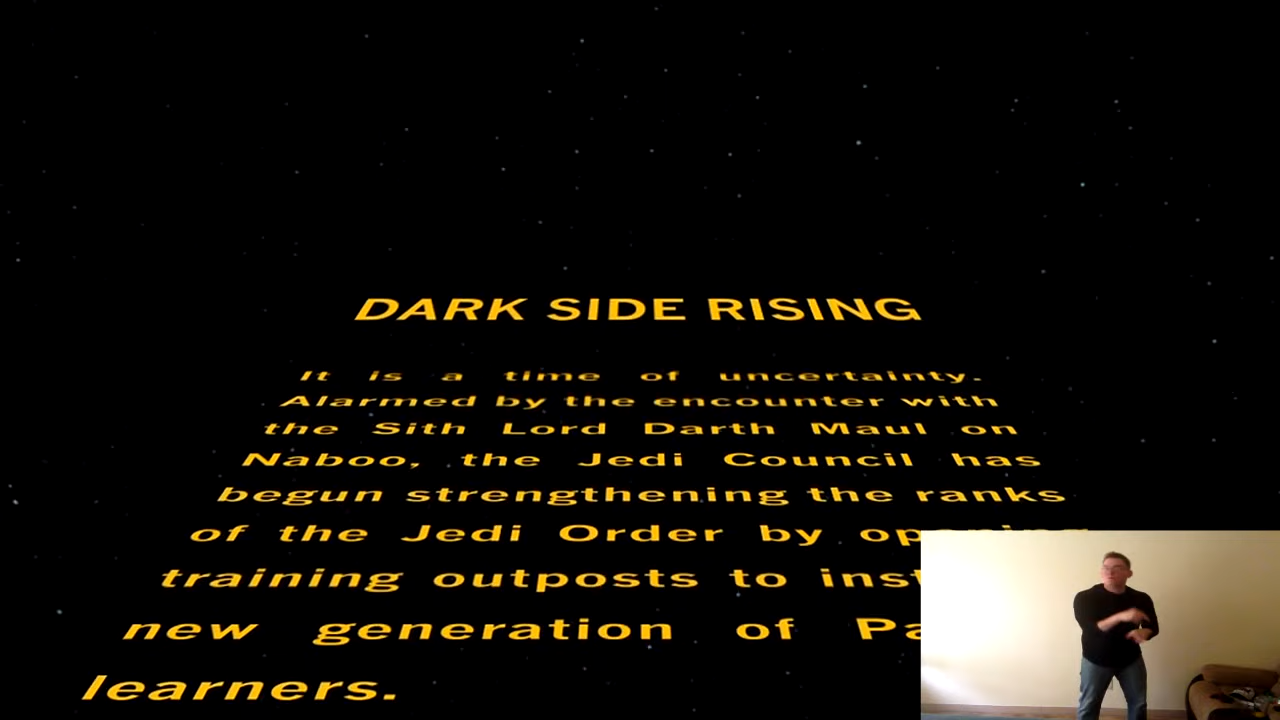 DARK SIDE RISING
It is a time of uncertainty.
Alarmed by the encounter with
the Sith Lord Darth Maul on
Naboo, the Jedi Council has
begun strengthening the ranks
of the Jedi Order by opening
training outposts to
new generation of
learners.